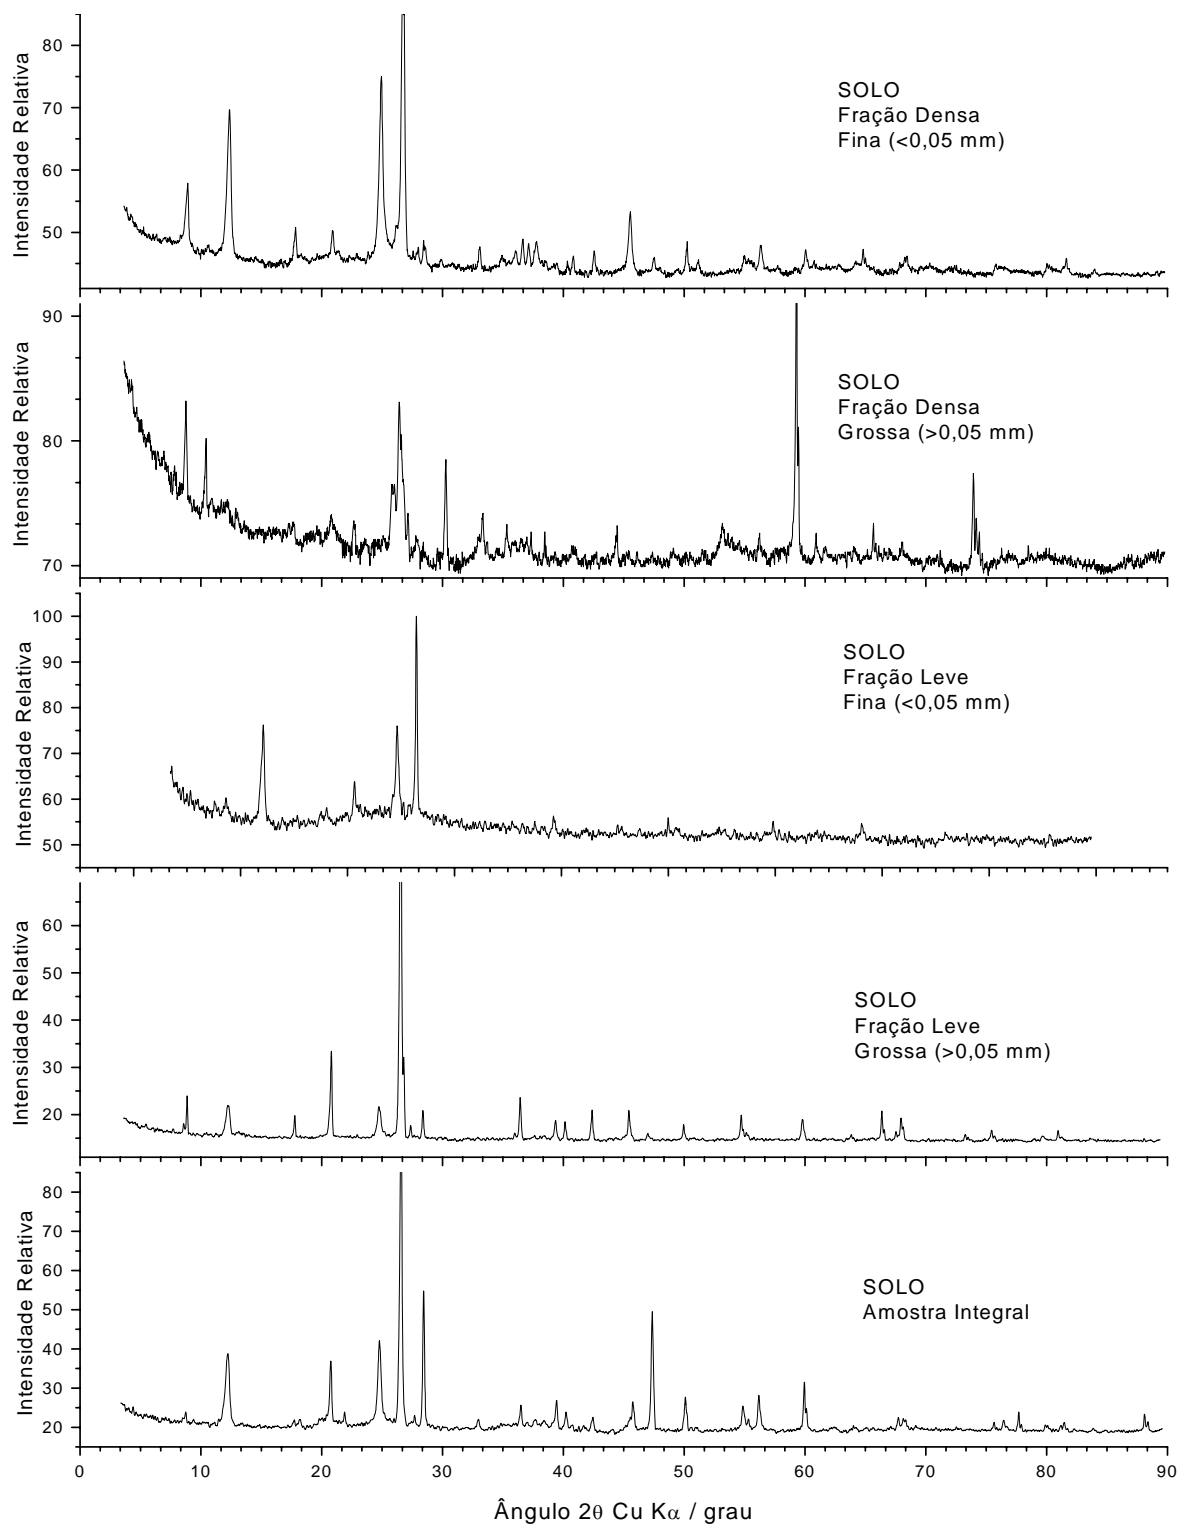 80
70
60
50
Intensidade Relativa
SOLO
Fração Densa
Fina (<0,05 mm)
90
80
70
Intensidade Relativa
SOLO
Fração Densa
Grossa (>0,05 mm)
100
90
80
70
60
50
Intensidade Relativa
SOLO
Fração Leve
Fina (<0,05 mm)
60
50
40
30
20
Intensidade Relativa
SOLO
Fração Leve
Grossa (>0,05 mm)
80
70
60
50
40
30
20
Intensidade Relativa
SOLO
Amostra Integral
0 10 20 30 40 50 60 70 80 90
Ângulo 2θ Cu Kα / grau